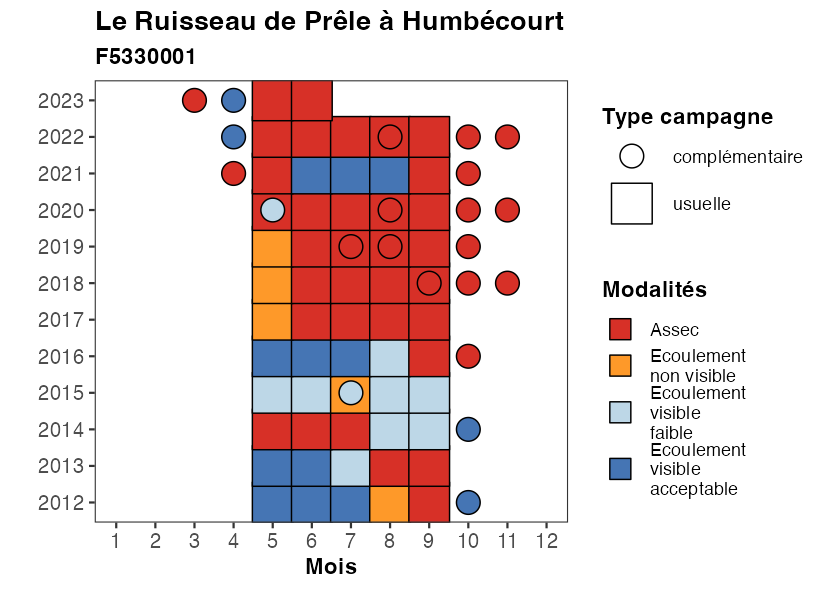 Le Ruisseau de Prêle à Humbécourt
F5330001
2023
2022
2021
2020
2019
2018
2017
2016
2015
2014
2013
2012
1 2 3 4 5 6 7 8 9 10 11 12
Mois
Type campagne
complémentaire
usuelle
Modalités
Assec
Ecoulement
non visible
Ecoulement
visible
faible
Ecoulement
visible
acceptable